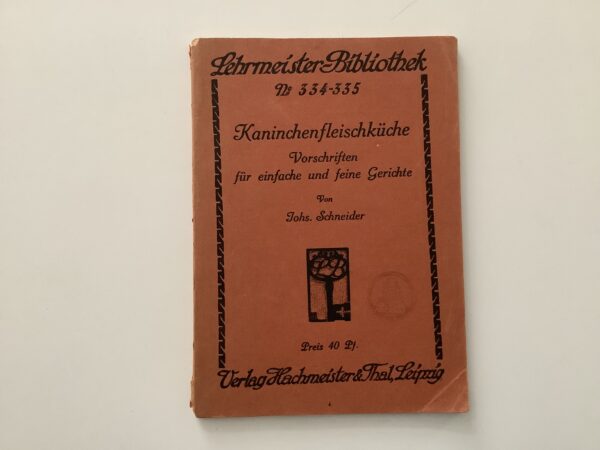 Lehrmeister-Bibliothek
№ 334-335
Kaninchenfleischküche
Vorschriften
für einfache und feine Gerichte
Von
Johs. Schneider
LB
Preis 40 Pf.
Verlag Hachmeister & Thal, Leipzig